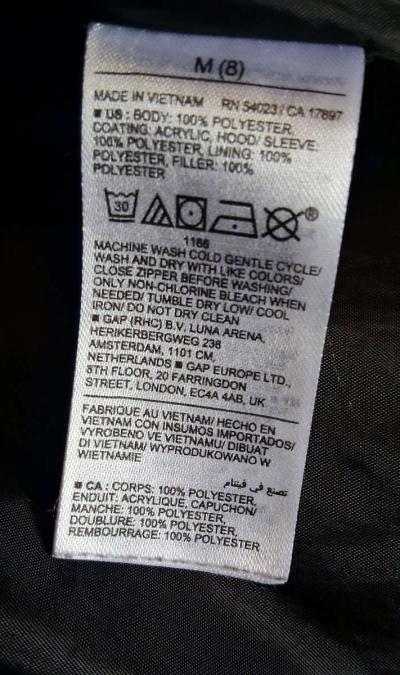 M (8)
MADE IN VIETNAM RN 54023 / CA 17897
■ US : BODY: 100% POLYESTER,
COATING: ACRYLIC, HOOD/ SLEEVE:
100% POLYESTER, LINING: 100%
POLYESTER, FILLER: 100%
POLYESTER
30
®
1166
MACHINE WASH COLD GENTLE CYCLE/
WASH AND DRY WITH LIKE COLORS/
CLOSE ZIPPER BEFORE WASHING/
ONLY NON-CHLORINE BLEACH WHEN
NEEDED/ TUMBLE DRY LOW/ COOL
IRON/ DO NOT DRY CLEAN
■ GAP (RHC) B.V, LUNA ARENA,
HERIKERBERGWEG 238
AMSTERDAM, 1101 CM,
NETHERLANDS ■ GAP EUROPE LTD.,
8TH FLOOR, 20 FARRINGDON
STREET, LONDON, EC4A 4AB, UK
FABRIQUE AU VIETNAM/ HECHO EN
VIETNAM CON INSUMOS IMPORTADOS/
VYROBENO VE VIETNAMU/ DIBUAT
DI VIETNAM/ WYPRODUKOWANO W
WIETNAMIE
تصنع في فيتنام
■ CA : CORPS: 100% POLYESTER,
ENDUIT: ACRYLIQUE, CAPUCHON/
MANCHE: 100% POLYESTER,
DOUBLURE: 100% POLYESTER,
REMBOURRAGE: 100% POLYESTER